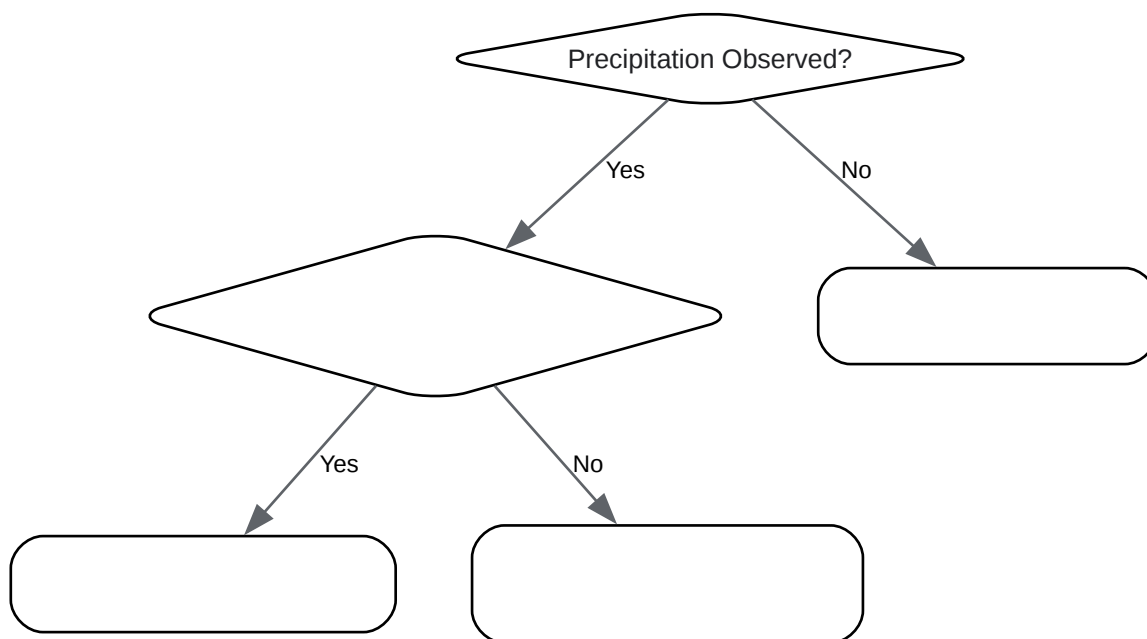 Precipitation Observed?
Yes
No
Yes
No